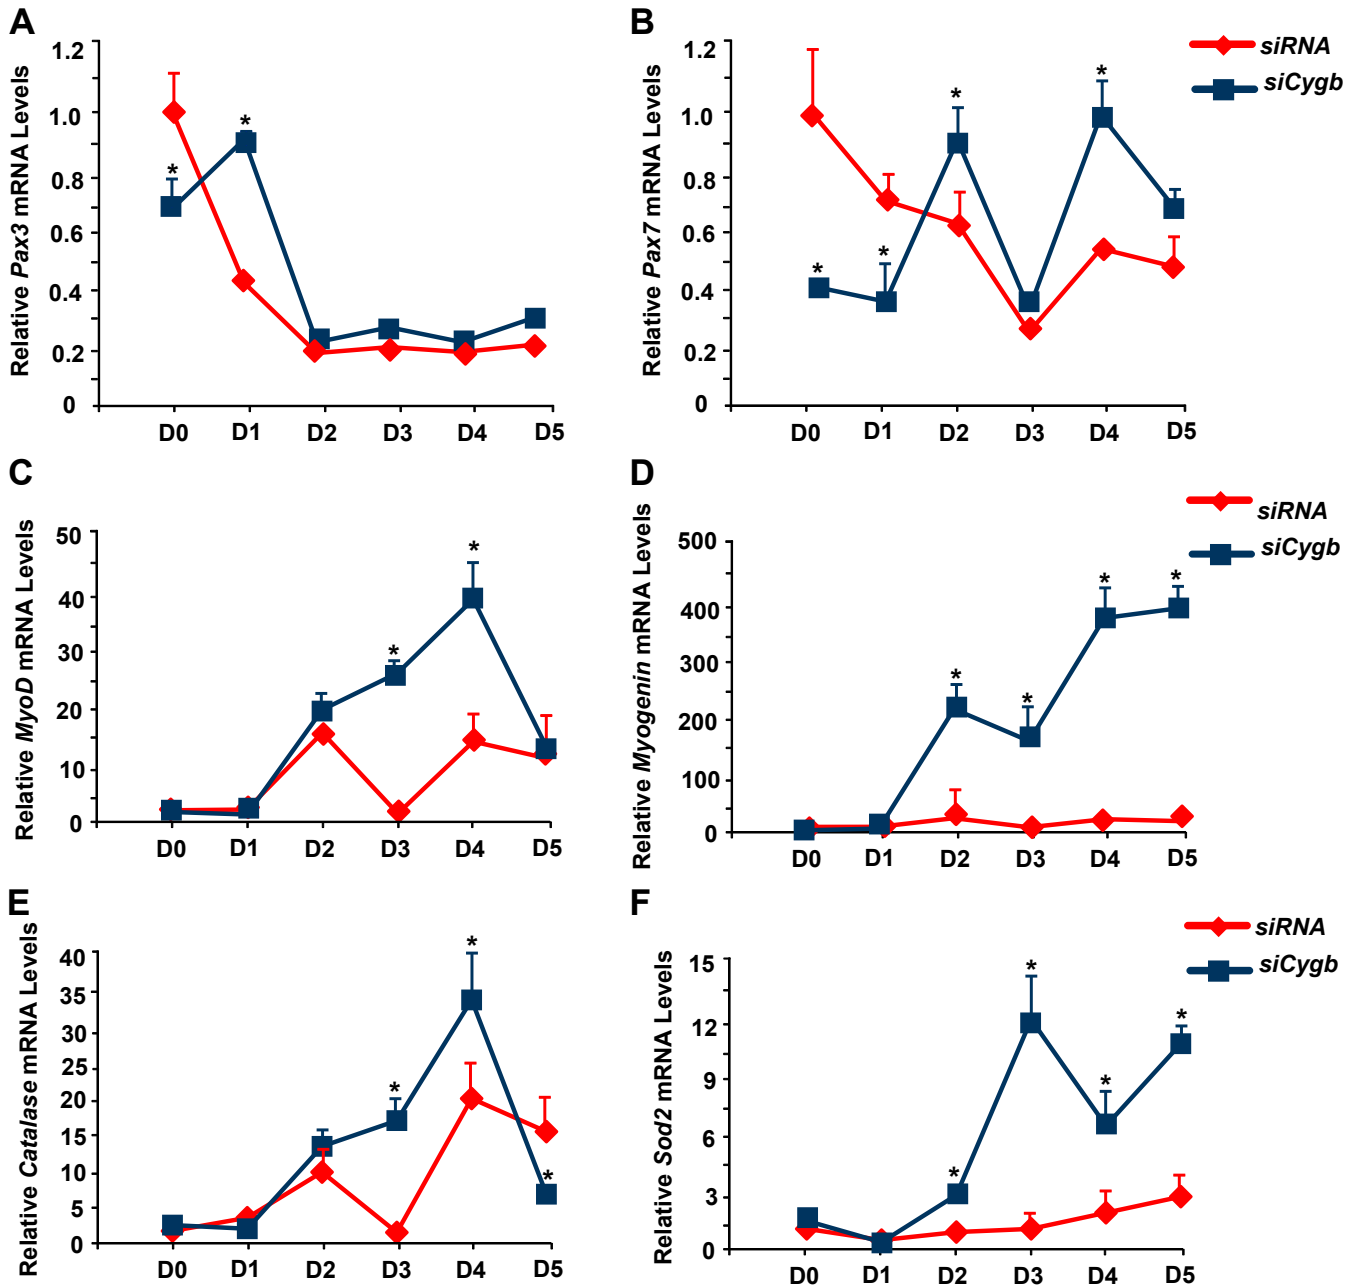 A
Relative Pax3 mRNA Levels
1.2
1.0
0.8
0.6
0.4
0.2
0
*
*
D0 D1 D2 D3 D4 D5
B
Relative Pax7 mRNA Levels
1.2
1.0
0.8
0.6
0.4
0.2
0
*
*
*
*
D0 D1 D2 D3 D4 D5
siRNA
siCygb
C
Relative MyoD mRNA Levels
50
40
30
20
10
0
*
*
D0 D1 D2 D3 D4 D5
D
Relative Myogenin mRNA Levels
500
400
300
200
100
0
*
*
*
*
D0 D1 D2 D3 D4 D5
siRNA
siCygb
E
Relative Catalase mRNA Levels
40
35
30
25
20
15
10
5
0
*
*
*
D0 D1 D2 D3 D4 D5
F
Relative Sod2 mRNA Levels
15
12
9
6
3
0
*
*
*
*
D0 D1 D2 D3 D4 D5
siRNA
siCygb